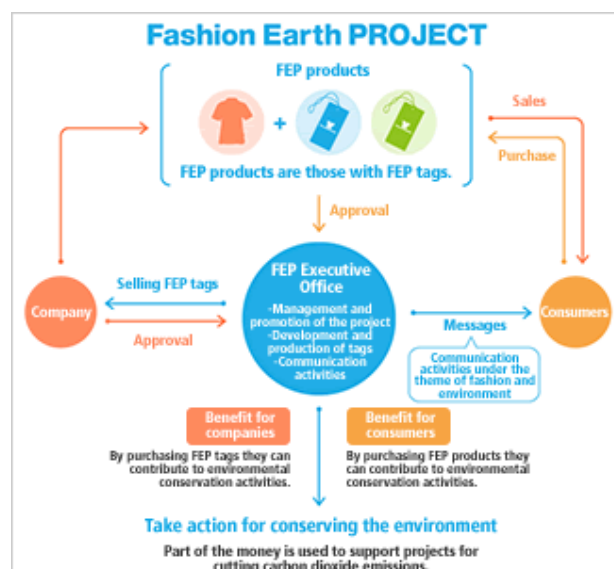 Fashion Earth PROJECT
FEP products
+
FEP products are those with FEP tags.
Sales
Purchase
Approval
FEP Executive
Office
-Management and
promotion of the project
-Development and
production of tags
-Communication
activities
Company
Selling FEP tags
Approval
Consumers
Messages
Communication
activities under the
theme of fashion and
environment
Benefit for
companies
By purchasing FEP tags they can
contribute to environmental
conservation activities.
Benefit for
consumers
By purchasing FEP products they
can contribute to environmental
conservation activities.
Take action for conserving the environment
Part of the money is used to support projects for
cutting carbon dioxide emissions.